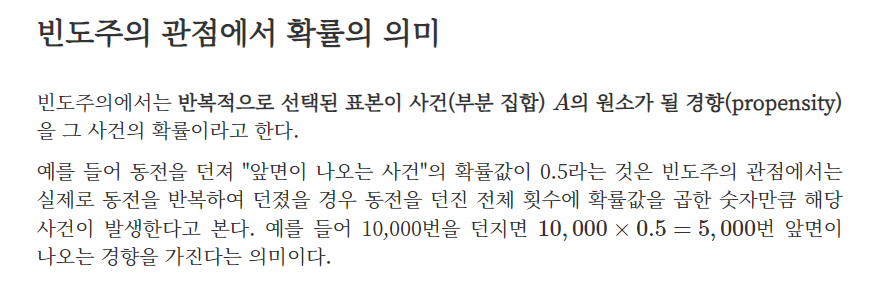 빈도주의 관점에서 확률의 의미
빈도주의에서는 반복적으로 선택된 표본이 사건(부분 집합) A의 원소가 될 경향(propensity)
을 그 사건의 확률이라고 한다.
예를 들어 동전을 던져 "앞면이 나오는 사건"의 확률값이 0.5라는 것은 빈도주의 관점에서는
실제로 동전을 반복하여 던졌을 경우 동전을 던진 전체 횟수에 확률값을 곱한 숫자만큼 해당
사건이 발생한다고 본다. 예를 들어 10,000번을 던지면 10, 000 × 0.5 = 5, 000번 앞면이
나오는 경향을 가진다는 의미이다.